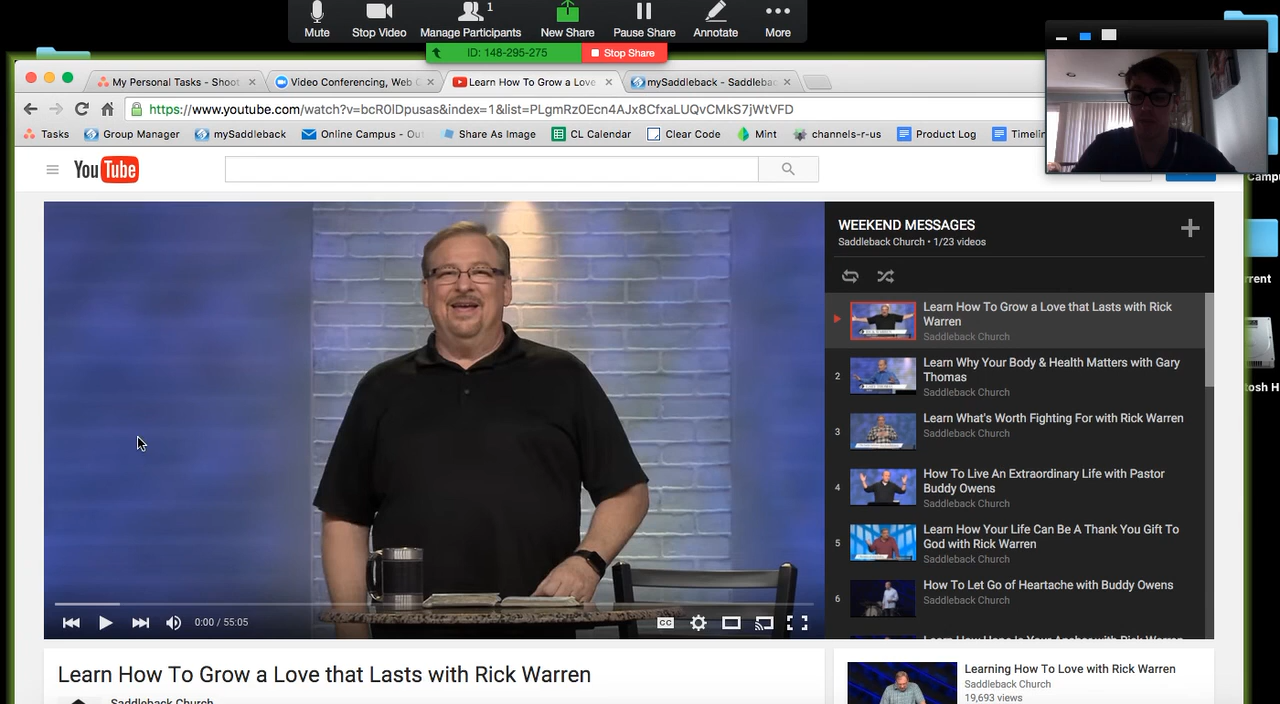 1
Mute
Stop Video
Manage Participants
New Share
Pause Share
Annotate
More
ID: 148-295-275
Stop Share
My Personal Tasks - Shoot
Video Conferencing, Web C
Learn How To Grow a Love
mySaddleback - Saddleba
https://www.youtube.com/watch?v=bcR0lDpusas&index=1&list=PLgmRz0Ecn4AJx8CfxaLUQvCMkS7jWtVFD
Tasks
Group Manager
mySaddleback
Online Campus - Ou
Share As Image
CL Calendar
Clear Code
Mint
channels-r-us
Product Log
Timelin
YouTube
WEEKEND MESSAGES
Saddleback Church • 1/23 videos
Learn How To Grow a Love that Lasts with Rick
Warren
Saddleback Church
2
Learn Why Your Body & Health Matters with Gary
Thomas
Saddleback Church
3
Learn What's Worth Fighting For with Rick Warren
Saddleback Church
4
How To Live An Extraordinary Life with Pastor
Buddy Owens
Saddleback Church
5
Learn How Your Life Can Be A Thank You Gift To
God with Rick Warren
Saddleback Church
6
How To Let Go of Heartache with Buddy Owens
Saddleback Church
0:00 / 55:05
CC
Learn How To Grow a Love that Lasts with Rick Warren
Saddleback Church
Learning How To Love with Rick Warren
Saddleback Church
19,693 views
Campu
rrent
tosh H